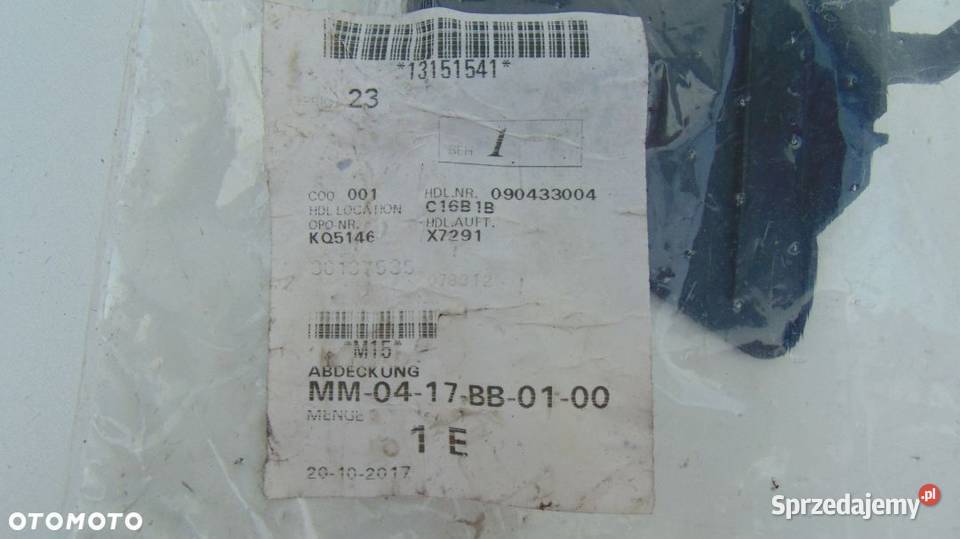 *13151541*
23
BEH 1
COO 001 HDL.NR. 090433004
HDL LOCATION C16B1B
OPO-NR. HDL.AUFT.
KQ5146 X7291
*M15*
ABDECKUNG
MM-04-17-BB-01-00
MENGE
1 E
20-10-2017
OTOMOTO
Sprzedajemy.pl